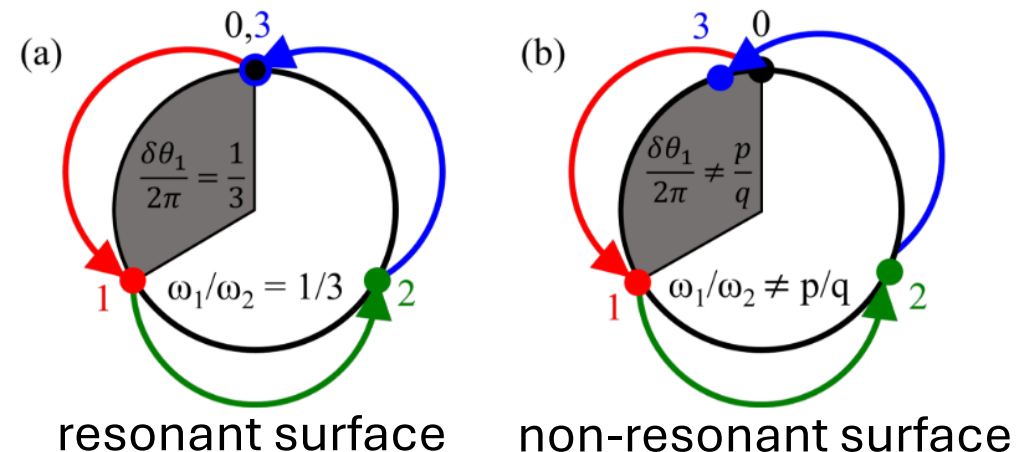 (a)
0,3
δθ₁/2π = 1/3
1
ω₁/ω₂ = 1/3
2
resonant surface
(b)
3 0
δθ₁/2π ≠ p/q
1
ω₁/ω₂ ≠ p/q
2
non-resonant surface